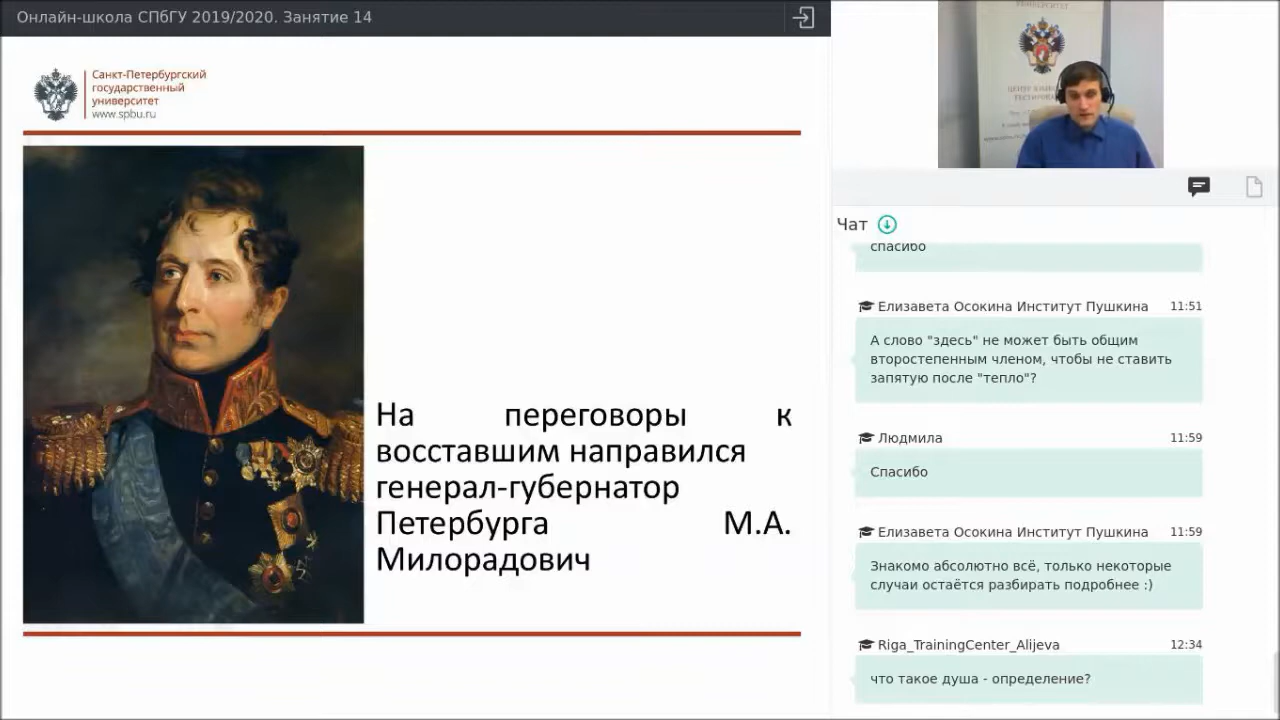 Онлайн-школа СПбГУ 2019/2020. Занятие 14
Санкт-Петербургский
государственный
университет
www.spbu.ru
На переговоры к
восставшим направился
генерал-губернатор
Петербурга М.А.
Милорадович
Чат
спасибо
Елизавета Осокина Институт Пушкина 11:51
А слово "здесь" не может быть общим
второстепенным членом, чтобы не ставить
запятую после "тепло"?
Людмила 11:59
Спасибо
Елизавета Осокина Институт Пушкина 11:59
Знакомо абсолютно всё, только некоторые
случаи остаётся разбирать подробнее :)
Riga_TrainingCenter_Alijeva 12:34
что такое душа - определение?